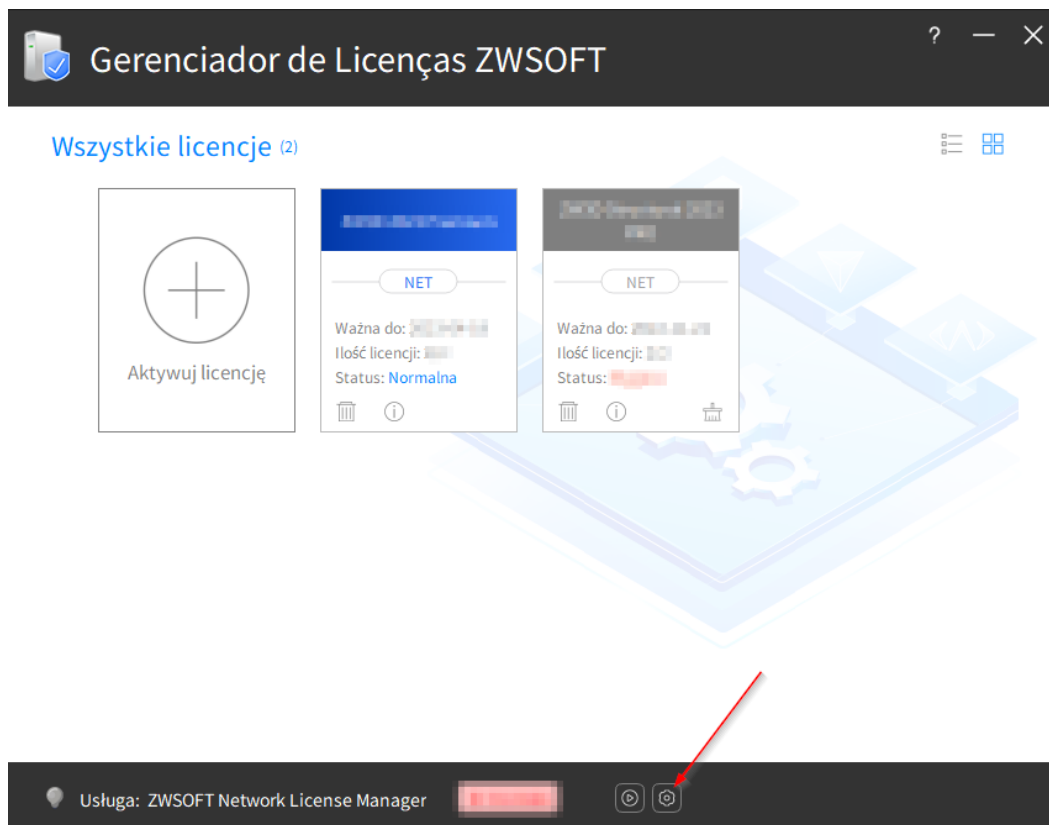 Gerenciador de Licenças ZWSOFT
?
Wszystkie licencje (2)
Aktywuj licencję
NET
Ważna do:
Ilość licencji:
Status: Normalna
NET
Ważna do:
Ilość licencji:
Status:
Usługa: ZWSOFT Network License Manager